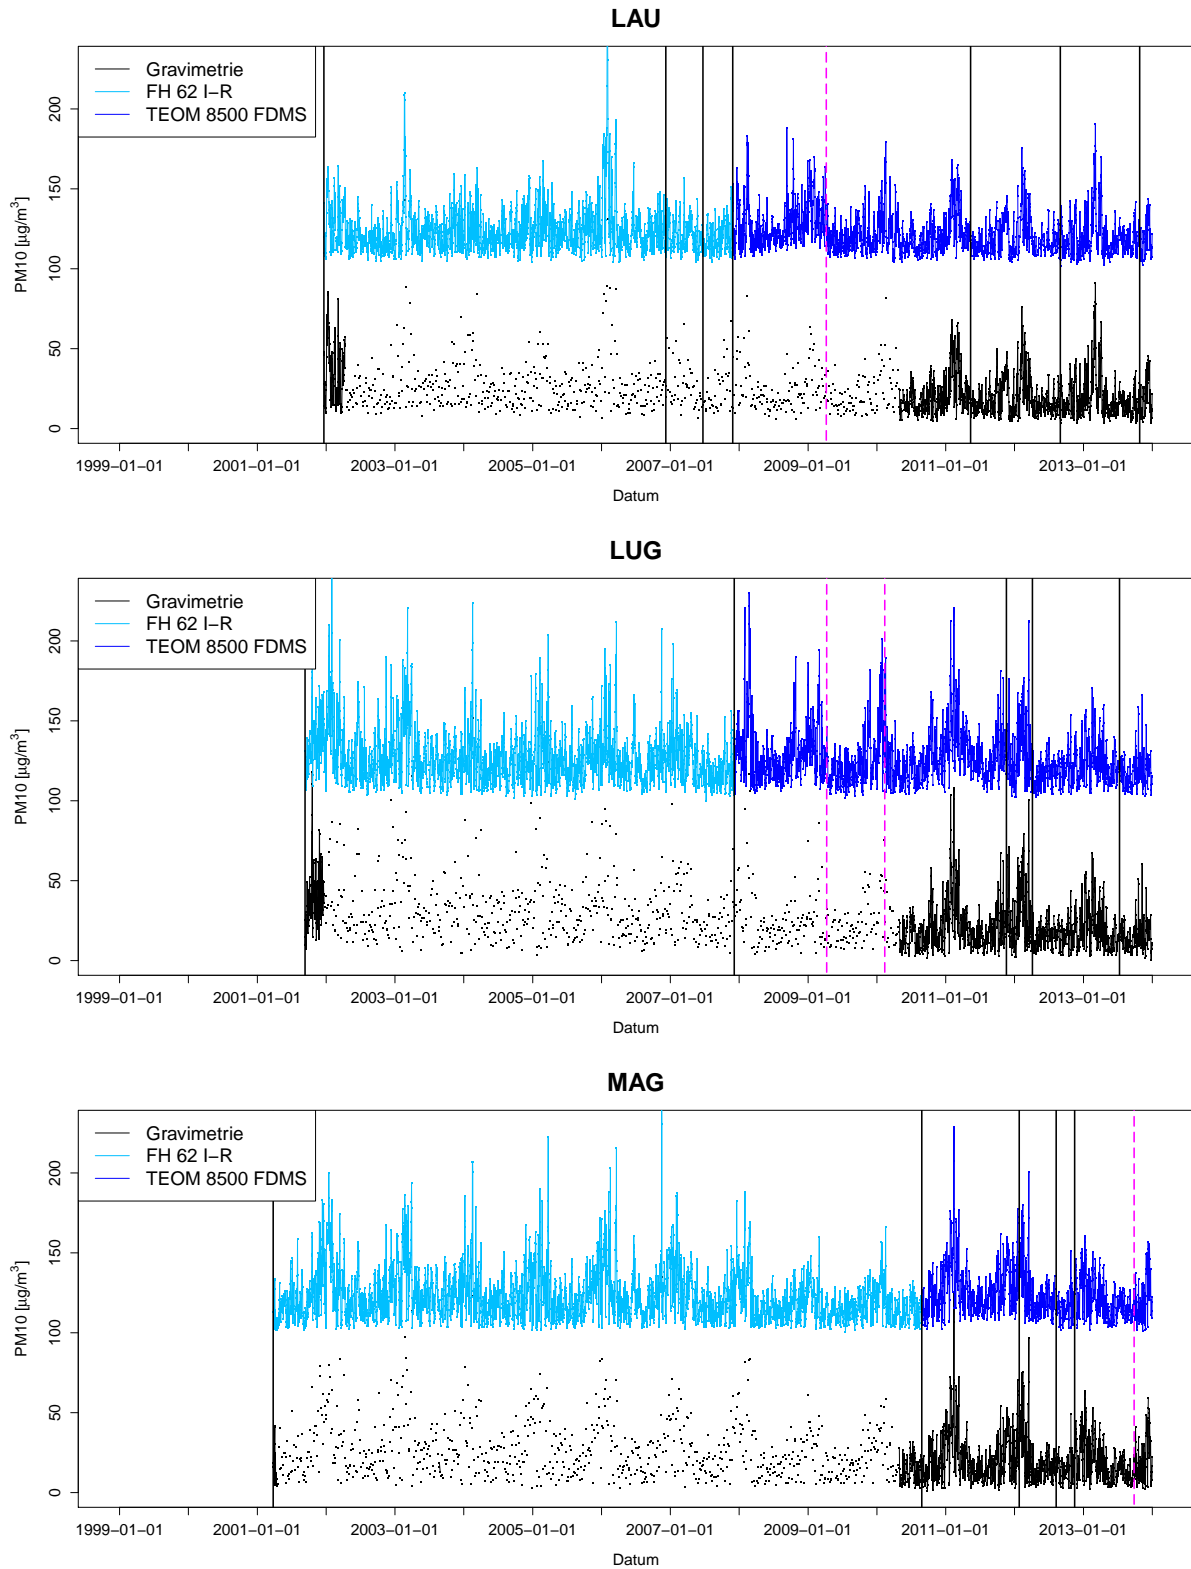 LAU
Gravimetrie
FH 62 I−R
TEOM 8500 FDMS
PM10 [µg/m³]
0 50 100 150 200
1999−01−01 2001−01−01 2003−01−01 2005−01−01 2007−01−01 2009−01−01 2011−01−01 2013−01−01
Datum
LUG
Gravimetrie
FH 62 I−R
TEOM 8500 FDMS
PM10 [µg/m³]
0 50 100 150 200
1999−01−01 2001−01−01 2003−01−01 2005−01−01 2007−01−01 2009−01−01 2011−01−01 2013−01−01
Datum
MAG
Gravimetrie
FH 62 I−R
TEOM 8500 FDMS
PM10 [µg/m³]
0 50 100 150 200
1999−01−01 2001−01−01 2003−01−01 2005−01−01 2007−01−01 2009−01−01 2011−01−01 2013−01−01
Datum